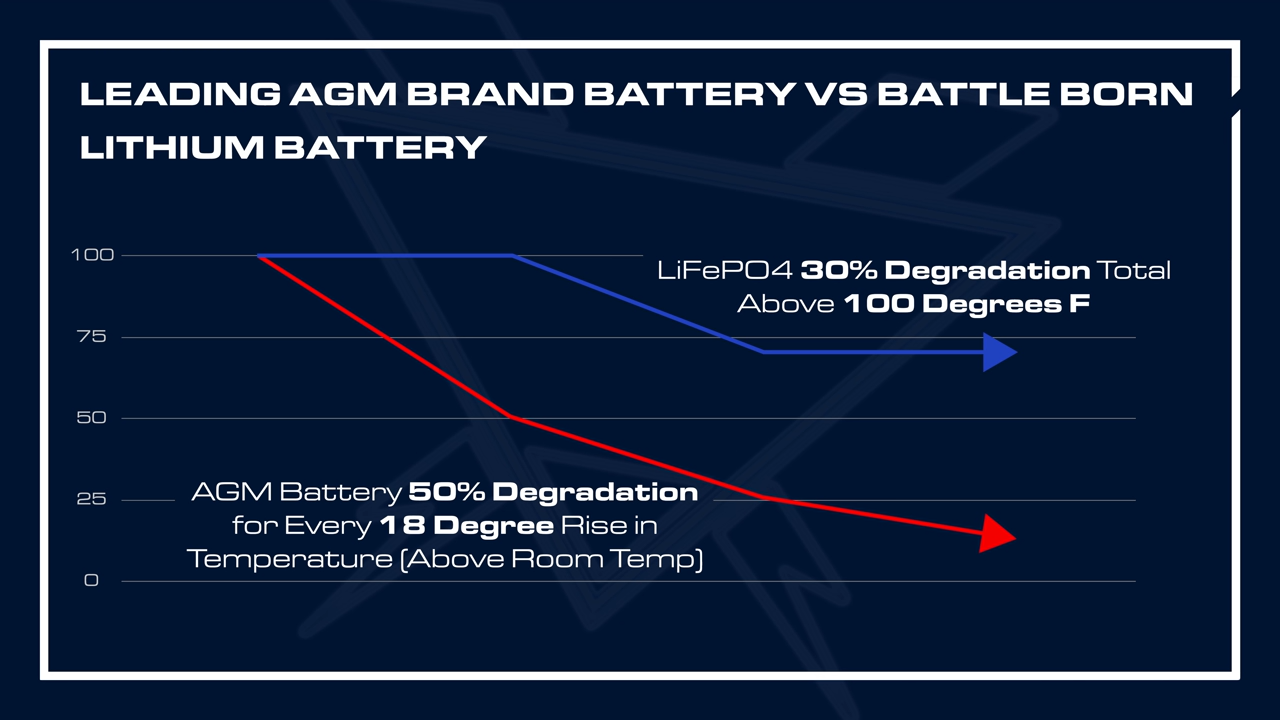 LEADING AGM BRAND BATTERY VS BATTLE BORN
LITHIUM BATTERY
100
LiFePO4 30% Degradation Total
Above 100 Degrees F
75
50
25
AGM Battery 50% Degradation
for Every 18 Degree Rise in
Temperature (Above Room Temp)
0